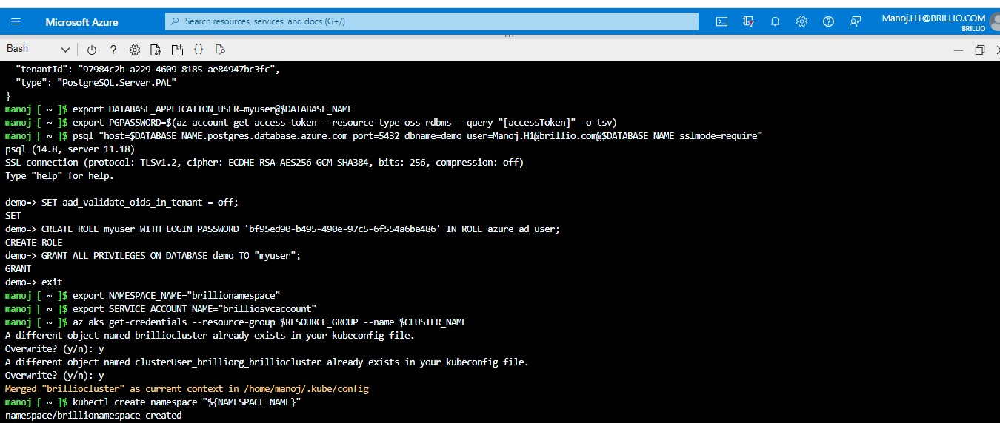 Microsoft Azure
Search resources, services, and docs (G+/)
Manoj.H1@BRILLIO.COM
BRILLIO
Bash
"tenantId": "97984c2b-a229-4609-8185-ae84947bc3fc",
"type": "PostgreSQL.Server.PAL"
}
manoj [ ~ ]$ export DATABASE_APPLICATION_USER=myuser@$DATABASE_NAME
manoj [ ~ ]$ export PGPASSWORD=$(az account get-access-token --resource-type oss-rdbms --query "[accessToken]" -o tsv)
manoj [ ~ ]$ psql "host=$DATABASE_NAME.postgres.database.azure.com port=5432 dbname=demo user=Manoj.H1@brillio.com@$DATABASE_NAME sslmode=require"
psql (14.8, server 11.18)
SSL connection (protocol: TLSv1.2, cipher: ECDHE-RSA-AES256-GCM-SHA384, bits: 256, compression: off)
Type "help" for help.
demo=> SET aad_validate_oids_in_tenant = off;
SET
demo=> CREATE ROLE myuser WITH LOGIN PASSWORD 'bf95ed90-b495-490e-97c5-6f554a6ba486' IN ROLE azure_ad_user;
CREATE ROLE
demo=> GRANT ALL PRIVILEGES ON DATABASE demo TO "myuser";
GRANT
demo=> exit
manoj [ ~ ]$ export NAMESPACE_NAME="brillionamespace"
manoj [ ~ ]$ export SERVICE_ACCOUNT_NAME="brilliosvcaccount"
manoj [ ~ ]$ az aks get-credentials --resource-group $RESOURCE_GROUP --name $CLUSTER_NAME
A different object named brilliocluster already exists in your kubeconfig file.
Overwrite? (y/n): y
A different object named clusterUser_brilliorg_brilliocluster already exists in your kubeconfig file.
Overwrite? (y/n): y
Merged "brilliocluster" as current context in /home/manoj/.kube/config
manoj [ ~ ]$ kubectl create namespace "${NAMESPACE_NAME}"
namespace/brillionamespace created